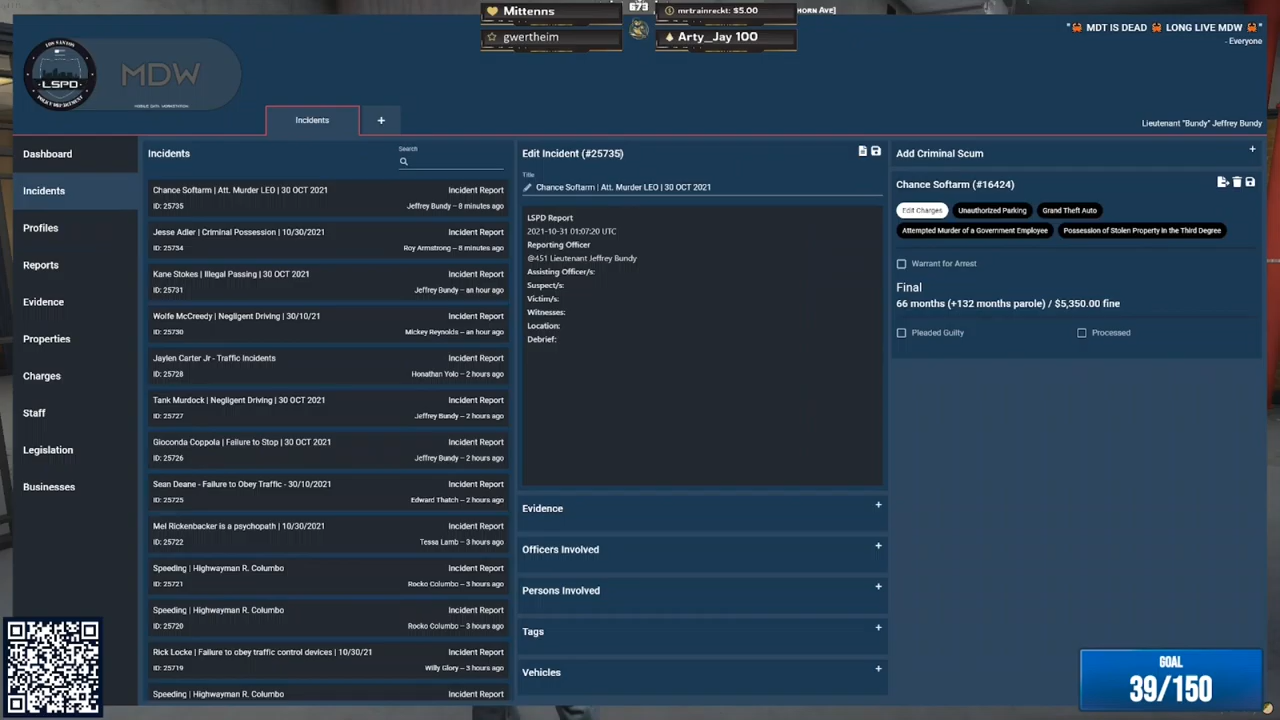 Mittenns
673
mrtrainreckt: $5.00
HORN Ave]
gwertheim
Arty_Jay 100
MDT IS DEAD
LONG LIVE MDW
- Everyone
LOS SANTOS
LSPD
POLICE DEPARTMENT
MDW
MOBILE DATA WORKSTATION
Incidents
+
Lieutenant "Bundy" Jeffrey Bundy
Dashboard
Incidents
Profiles
Reports
Evidence
Properties
Charges
Staff
Legislation
Businesses
Incidents
Search
Chance Softarm | Att. Murder LEO | 30 OCT 2021
Incident Report
ID: 25735
Jeffrey Bundy – 8 minutes ago
Jesse Adler | Criminal Possession | 10/30/2021
Incident Report
ID: 25734
Roy Armstrong – 8 minutes ago
Kane Stokes | Illegal Passing | 30 OCT 2021
Incident Report
ID: 25731
Jeffrey Bundy – an hour ago
Wolfe McCreedy | Negligent Driving | 30/10/21
Incident Report
ID: 25730
Mickey Reynolds – an hour ago
Jaylen Carter Jr - Traffic Incidents
Incident Report
ID: 25728
Honathan Yolo – 2 hours ago
Tank Murdock | Negligent Driving | 30 OCT 2021
Incident Report
ID: 25727
Jeffrey Bundy – 2 hours ago
Gioconda Coppola | Failure to Stop | 30 OCT 2021
Incident Report
ID: 25726
Jeffrey Bundy – 2 hours ago
Sean Deane - Failure to Obey Traffic - 30/10/2021
Incident Report
ID: 25725
Edward Thatch – 2 hours ago
Mel Rickenbacker is a psychopath | 10/30/2021
Incident Report
ID: 25722
Tessa Lamb – 3 hours ago
Speeding | Highwayman R. Columbo
Incident Report
ID: 25721
Rocko Columbo – 3 hours ago
Speeding | Highwayman R. Columbo
Incident Report
ID: 25720
Rocko Columbo – 3 hours ago
Rick Locke | Failure to obey traffic control devices | 10/30/21
Incident Report
ID: 25719
Willy Glory – 3 hours ago
Speeding | Highwayman R. Columbo
Incident Report
Edit Incident (#25735)
Title
Chance Softarm | Att. Murder LEO | 30 OCT 2021
LSPD Report
2021-10-31 01:07:20 UTC
Reporting Officer
@451 Lieutenant Jeffrey Bundy
Assisting Officer/s:
Suspect/s:
Victim/s:
Witnesses:
Location:
Debrief:
Evidence
+
Officers Involved
+
Persons Involved
+
Tags
+
Vehicles
+
Add Criminal Scum
+
Chance Softarm (#16424)
Edit Charges
Unauthorized Parking
Grand Theft Auto
Attempted Murder of a Government Employee
Possession of Stolen Property In the Third Degree
Warrant for Arrest
Final
66 months (+132 months parole) / $5,350.00 fine
Pleaded Guilty
Processed
GOAL
39/150